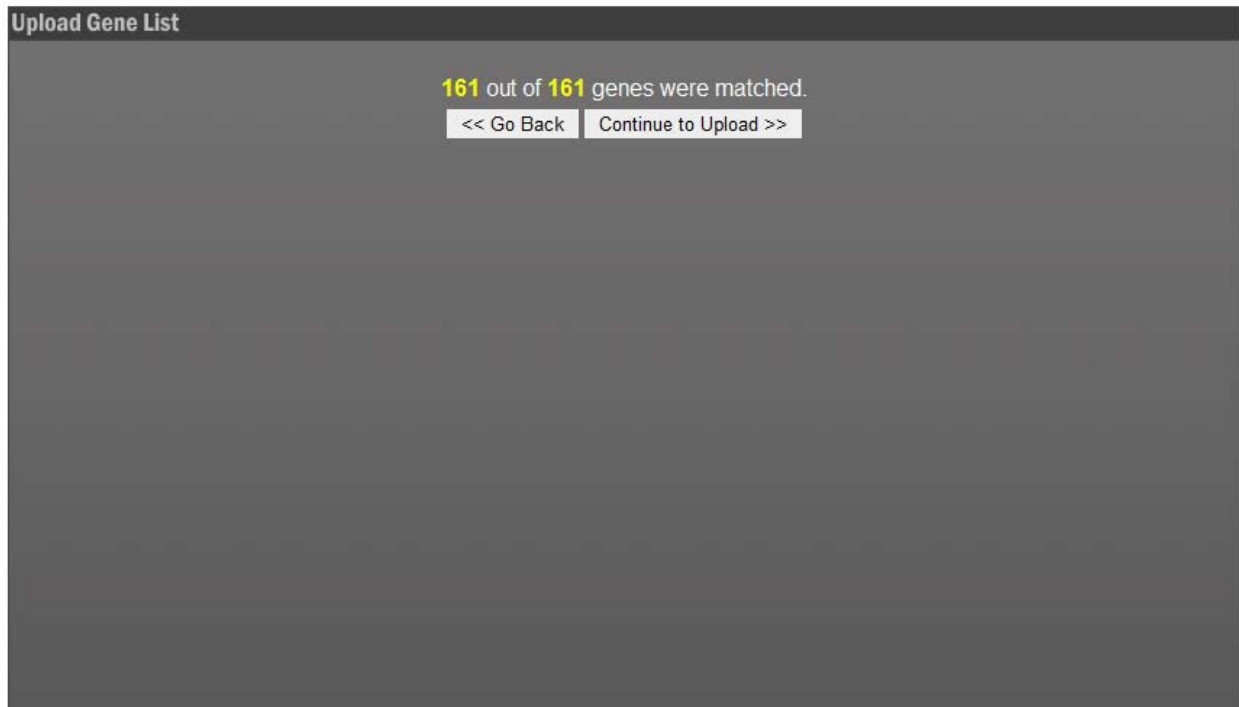 Upload Gene List
161 out of 161 genes were matched.
<< Go Back Continue to Upload >>